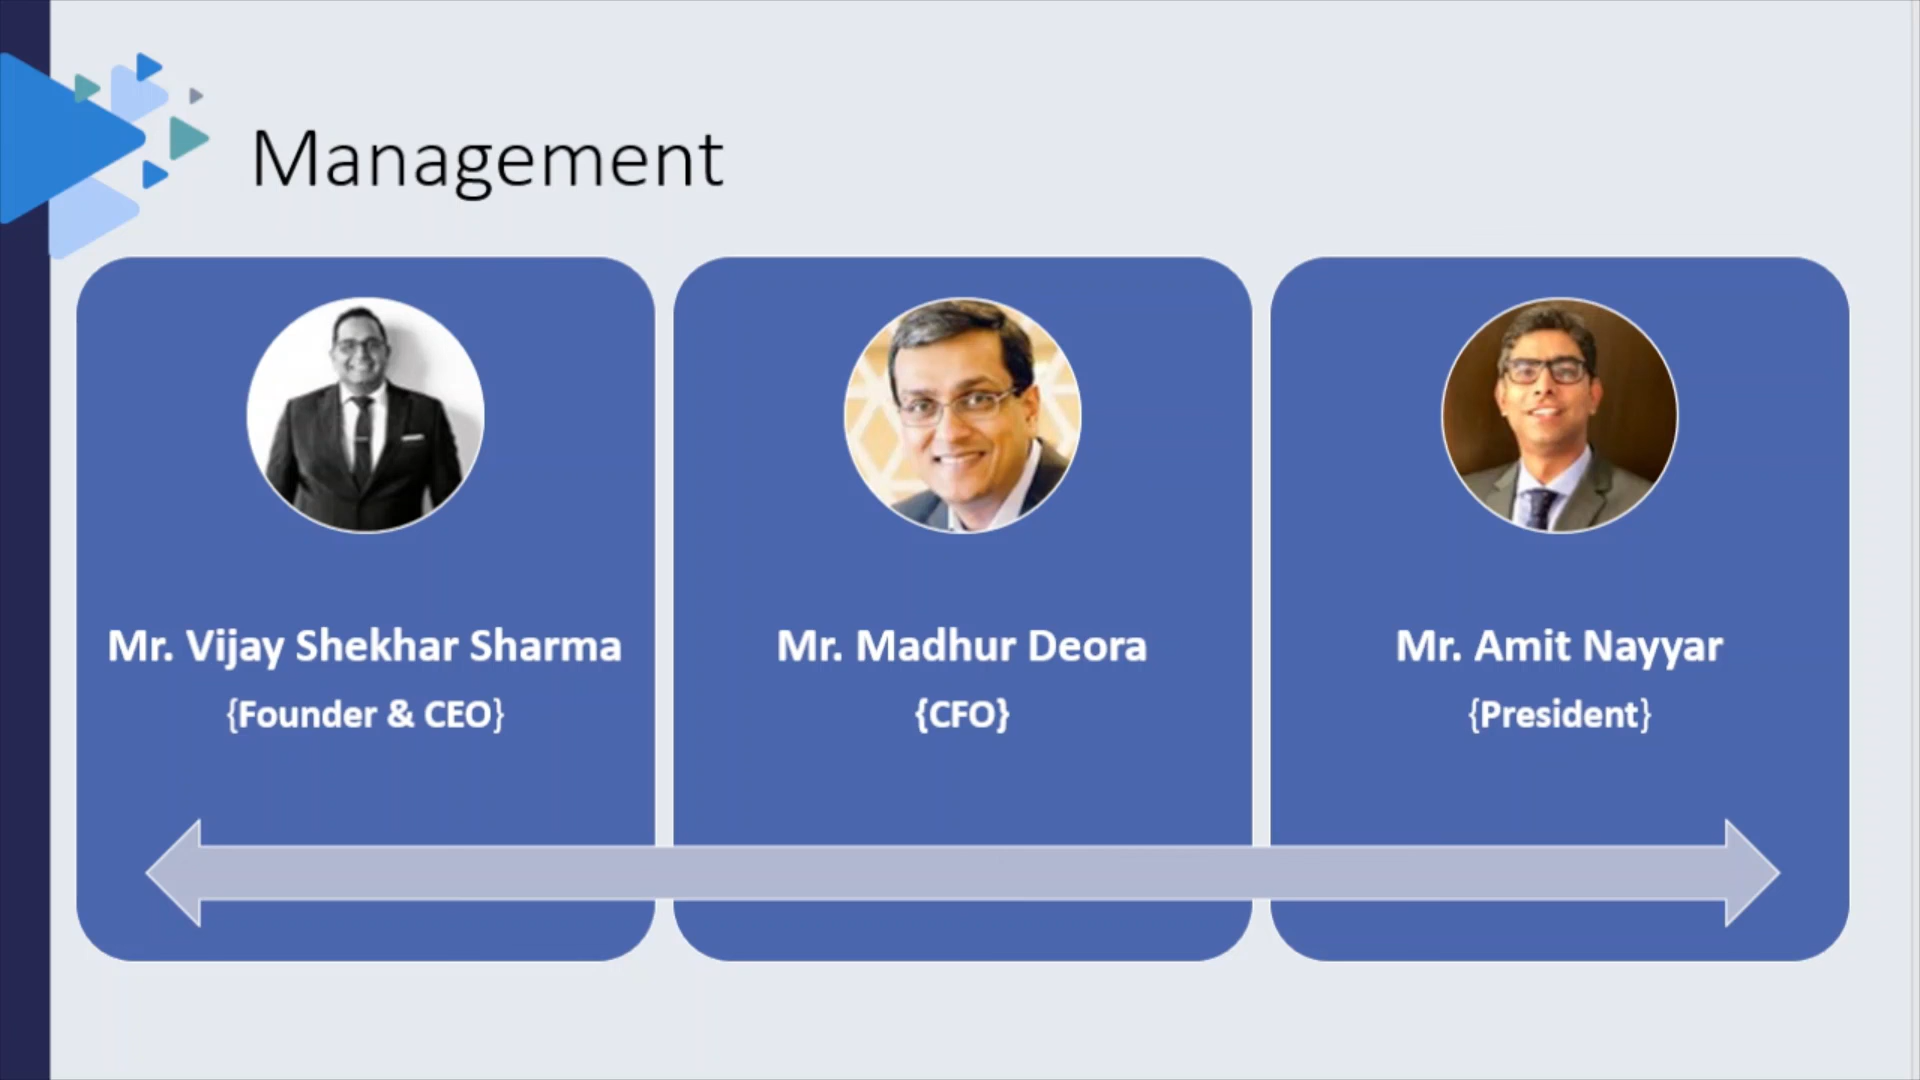 Management
Mr. Vijay Shekhar Sharma
{Founder & CEO}
Mr. Madhur Deora
{CFO}
Mr. Amit Nayyar
{President}